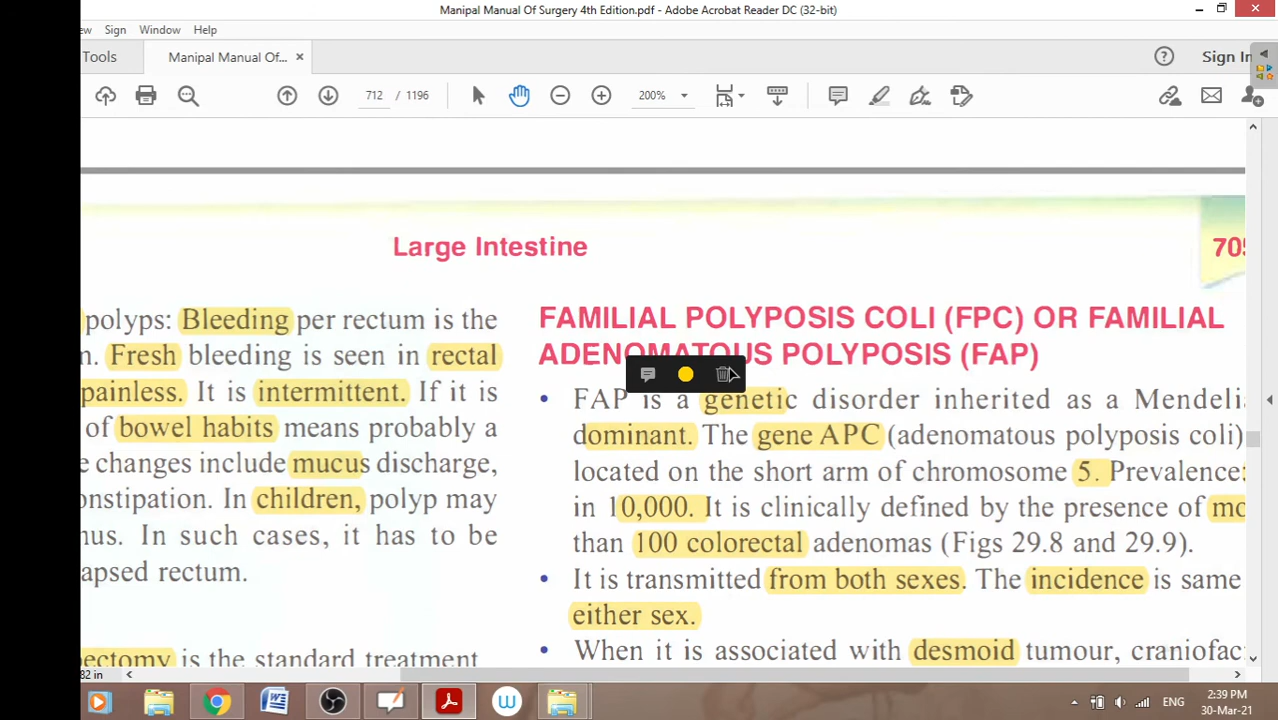 Manipal Manual Of Surgery 4th Edition.pdf - Adobe Acrobat Reader DC (32-bit)
Sign Window Help
Tools Manipal Manual Of... ×
? Sign In
712 / 1196 200%
Large Intestine
polyps: Bleeding per rectum is the
Fresh bleeding is seen in rectal
painless. It is intermittent. If it is
of bowel habits means probably a
changes include mucus discharge,
In children, polyp may
In such cases, it has to be
rectum.
is the standard treatment
FAMILIAL POLYPOSIS COLI (FPC) OR FAMILIAL
ADENOMATOUS POLYPOSIS (FAP)
• FAP is a genetic disorder inherited as a
dominant. The gene APC (adenomatous polyposis coli)
located on the short arm of chromosome 5. Prevalence:
in 10,000. It is clinically defined by the presence of
than 100 colorectal adenomas (Figs 29.8 and 29.9).
• It is transmitted from both sexes. The incidence is same
either sex.
• When it is associated with desmoid tumour,
in
ENG
2:39 PM
30-Mar-21